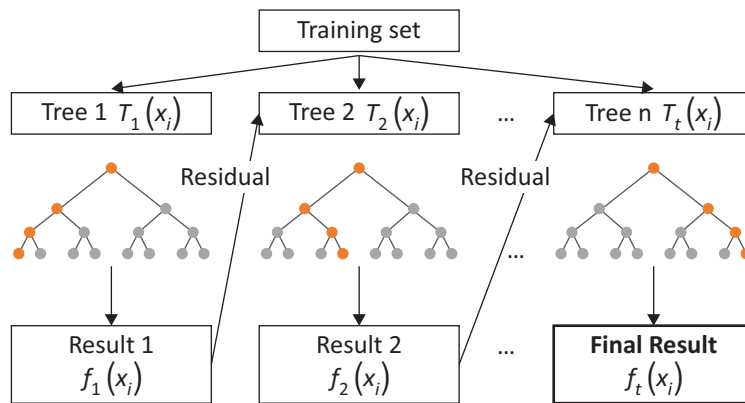 Training set
Tree 1 T₁(xᵢ)
Tree 2 T₂(xᵢ)
...
Tree n Tₜ(xᵢ)
Residual
Residual
...
Result 1
f₁(xᵢ)
Result 2
f₂(xᵢ)
...
Final Result
fₜ(xᵢ)